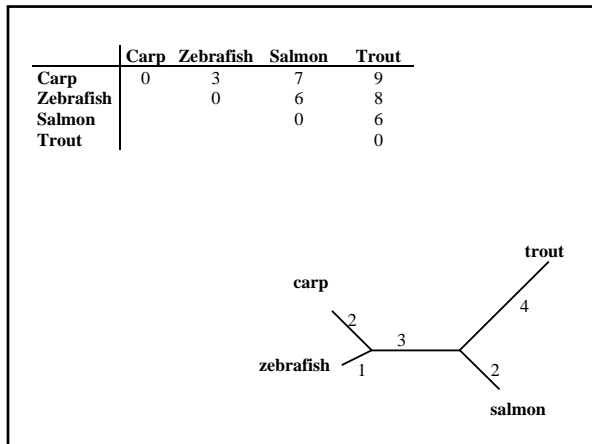 Carp Zebrafish Salmon Trout
Carp 0 3 7 9
Zebrafish 0 6 8
Salmon 0 6
Trout 0
trout
carp
4
2
3
zebrafish
1
2
salmon